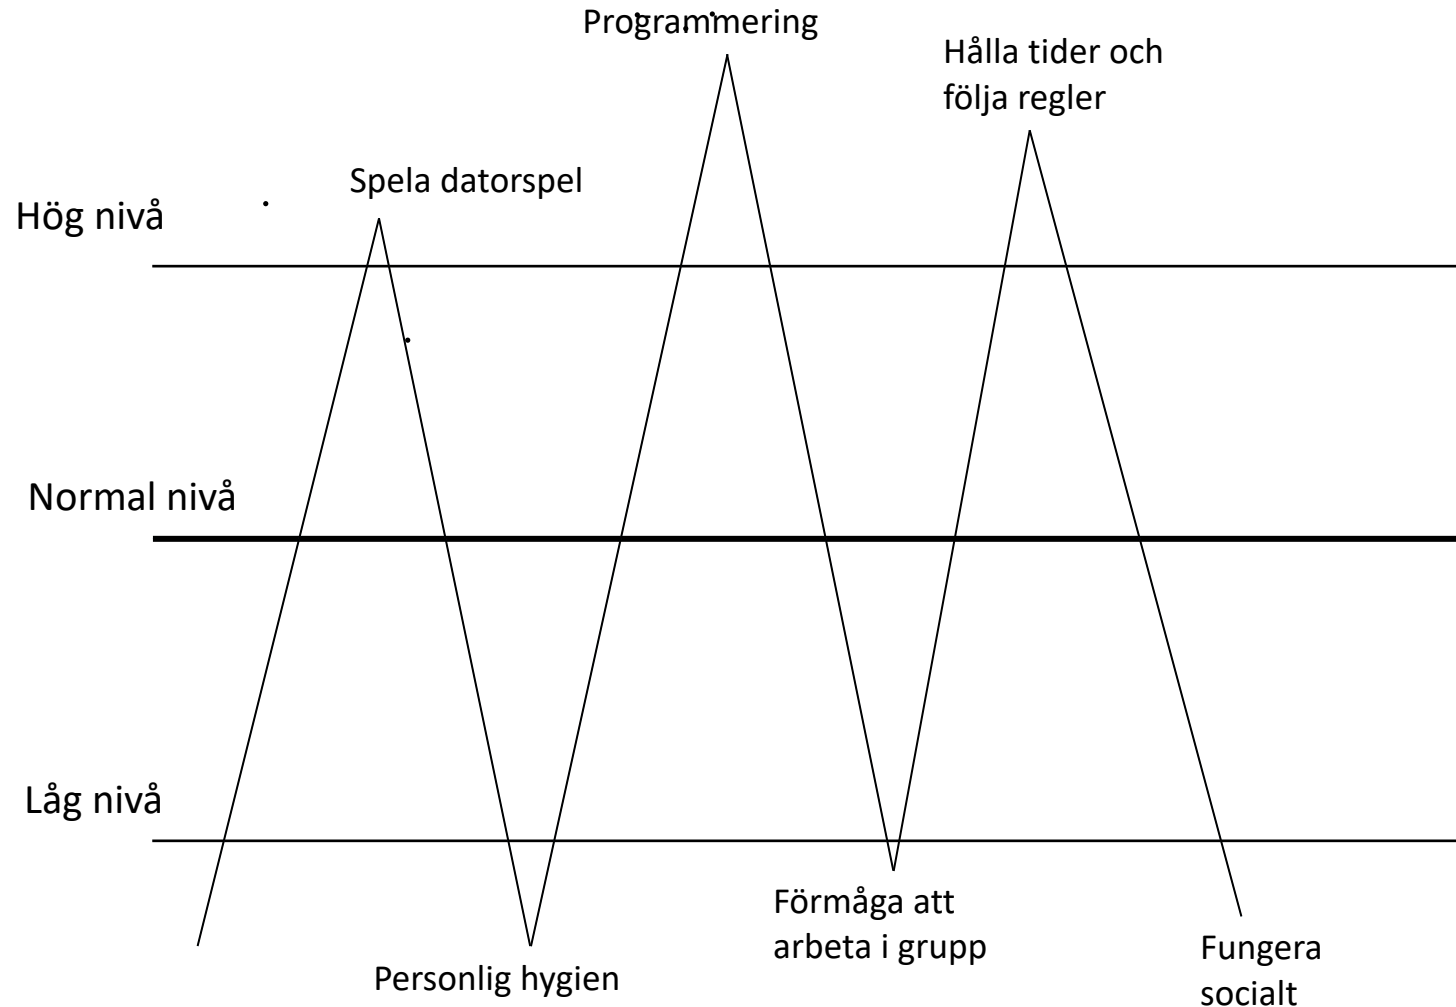 Programmering
Hålla tider och
följa regler
Spela datorspel
Hög nivå
Normal nivå
Låg nivå
Förmåga att
arbeta i grupp
Fungera
socialt
Personlig hygien